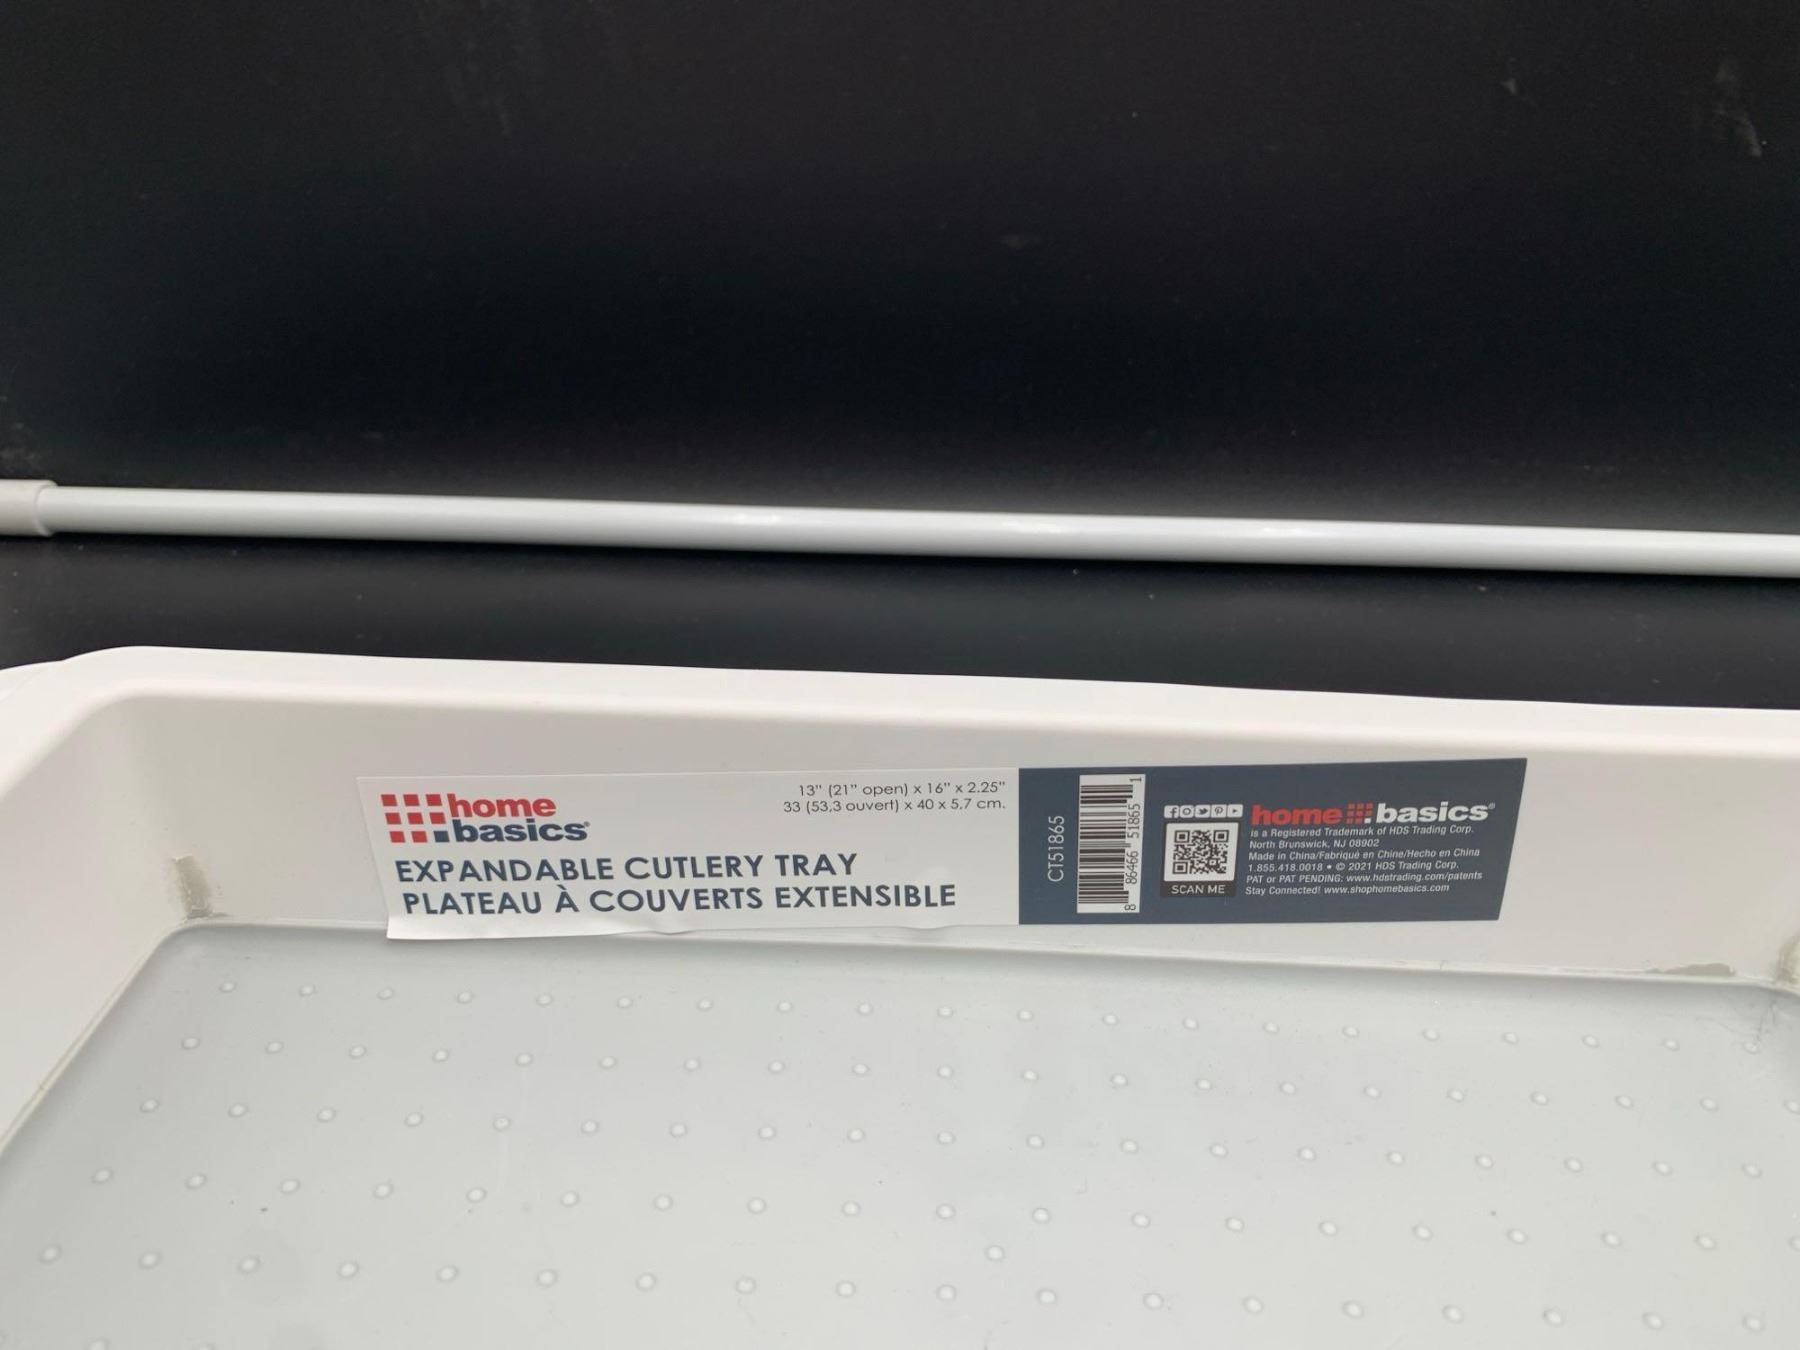 home
basics®
13" (21" open) x 16" x 2.25"
33 (53,3 ouvert) x 40 x 5,7 cm.
EXPANDABLE CUTLERY TRAY
PLATEAU À COUVERTS EXTENSIBLE
CT51865
8 86466 51865 1
SCAN ME
home basics®
is a Registered Trademark of HDS Trading Corp.
North Brunswick, NJ 08902
Made in China/Fabriqué en Chine/Hecho en China
1.855.418.0018 • © 2021 HDS Trading Corp.
PAT or PAT PENDING: www.hdstrading.com/patents
Stay Connected! www.shophomebasics.com